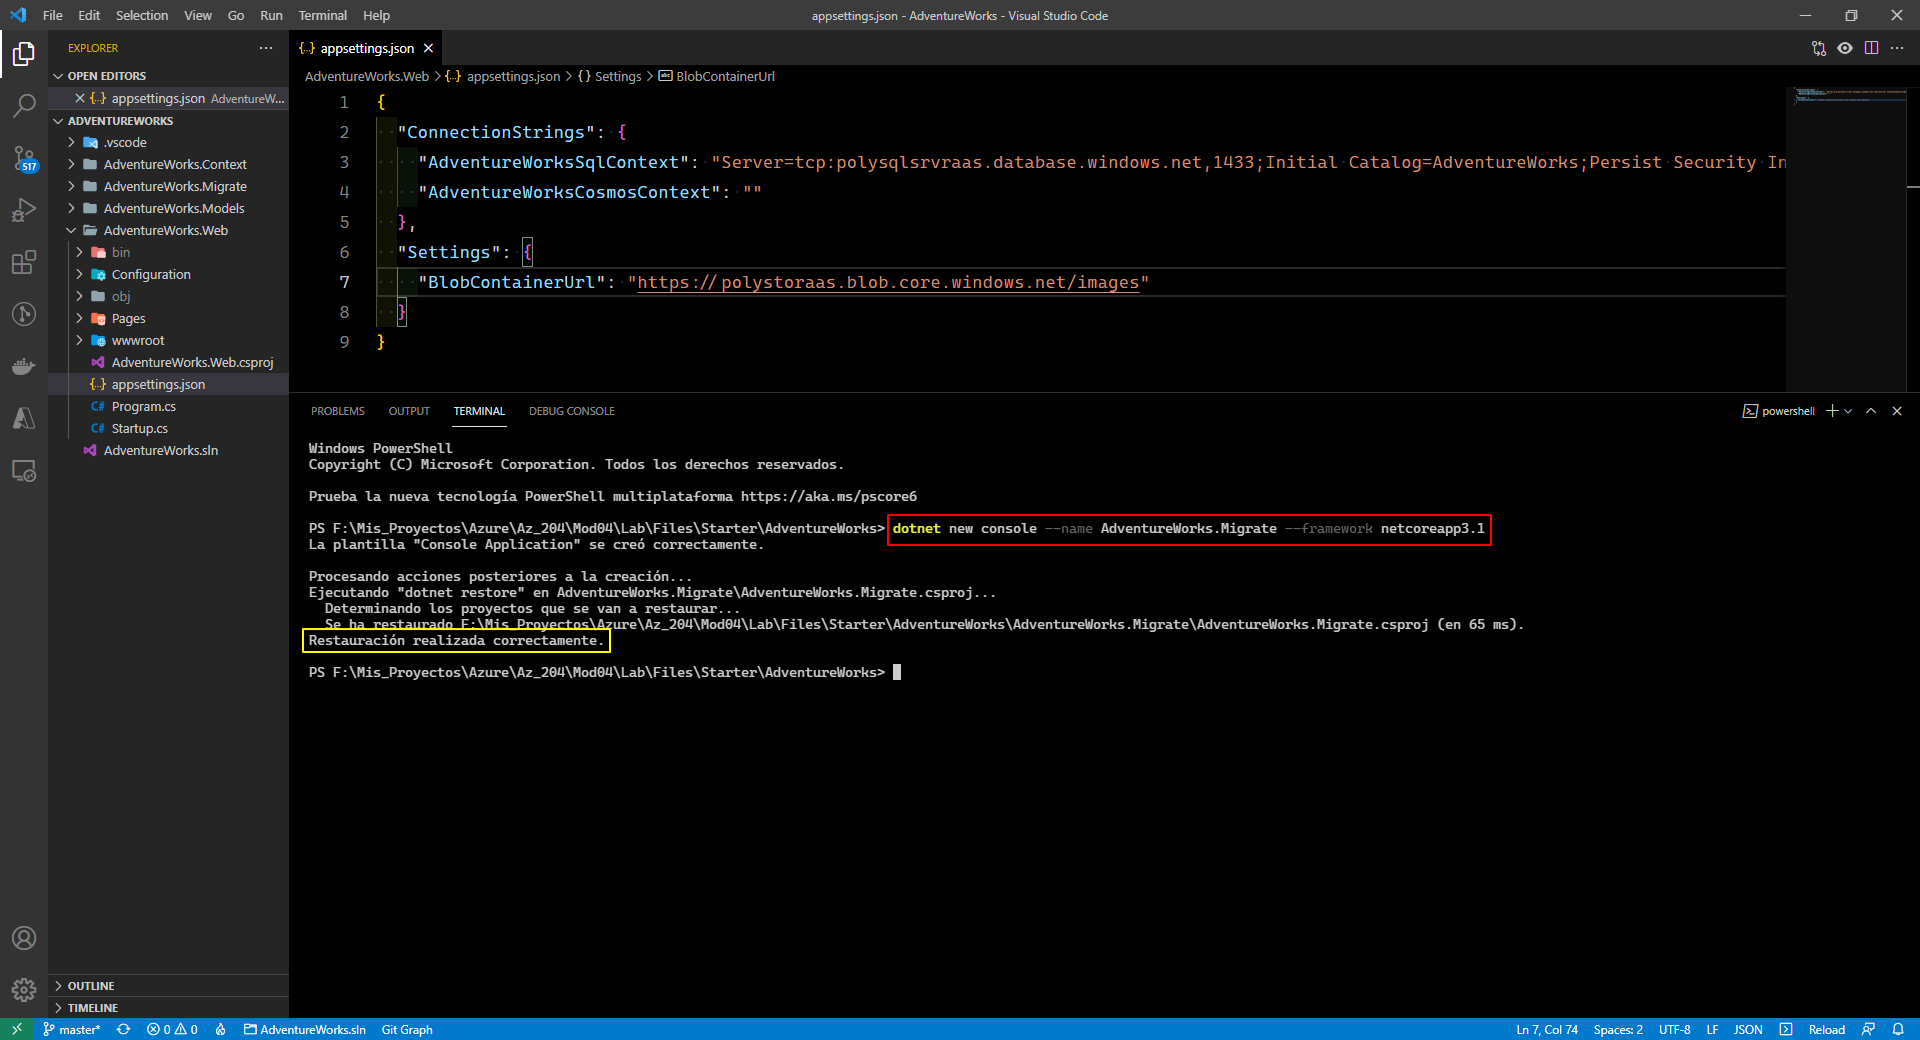 File Edit Selection View Go Run Terminal Help
appsettings.json - AdventureWorks - Visual Studio Code
EXPLORER
OPEN EDITORS
appsettings.json AdventureW...
ADVENTUREWORKS
.vscode
AdventureWorks.Context
AdventureWorks.Migrate
AdventureWorks.Models
AdventureWorks.Web
bin
Configuration
obj
Pages
wwwroot
AdventureWorks.Web.csproj
appsettings.json
Program.cs
Startup.cs
AdventureWorks.sln
OUTLINE
TIMELINE
517
appsettings.json
AdventureWorks.Web > {..} appsettings.json > {} Settings > BlobContainerUrl
1 {
2 "ConnectionStrings": {
3 "AdventureWorksSqlContext": "Server=tcp:polysqlsrvraas.database.windows.net,1433;Initial Catalog=AdventureWorks;Persist Security In
4 "AdventureWorksCosmosContext": ""
5 },
6 "Settings": {
7 "BlobContainerUrl": "https://polystoraas.blob.core.windows.net/images"
8 }
9 }
PROBLEMS OUTPUT TERMINAL DEBUG CONSOLE
powershell
Windows PowerShell
Copyright (C) Microsoft Corporation. Todos los derechos reservados.
Prueba la nueva tecnología PowerShell multiplataforma https://aka.ms/pscore6
PS F:\Mis_Proyectos\Azure\Az_204\Mod04\Lab\Files\Starter\AdventureWorks> dotnet new console --name AdventureWorks.Migrate --framework netcoreapp3.1
La plantilla "Console Application" se creó correctamente.
Procesando acciones posteriores a la creación...
Ejecutando "dotnet restore" en AdventureWorks.Migrate\AdventureWorks.Migrate.csproj...
Determinando los proyectos que se van a restaurar...
Se ha restaurado F:\Mis_Proyectos\Azure\Az_204\Mod04\Lab\Files\Starter\AdventureWorks\AdventureWorks.Migrate\AdventureWorks.Migrate.csproj (en 65 ms).
Restauración realizada correctamente.
PS F:\Mis_Proyectos\Azure\Az_204\Mod04\Lab\Files\Starter\AdventureWorks>
master* 0 0 AdventureWorks.sln Git Graph
Ln 7, Col 74 Spaces: 2 UTF-8 LF JSON Reload